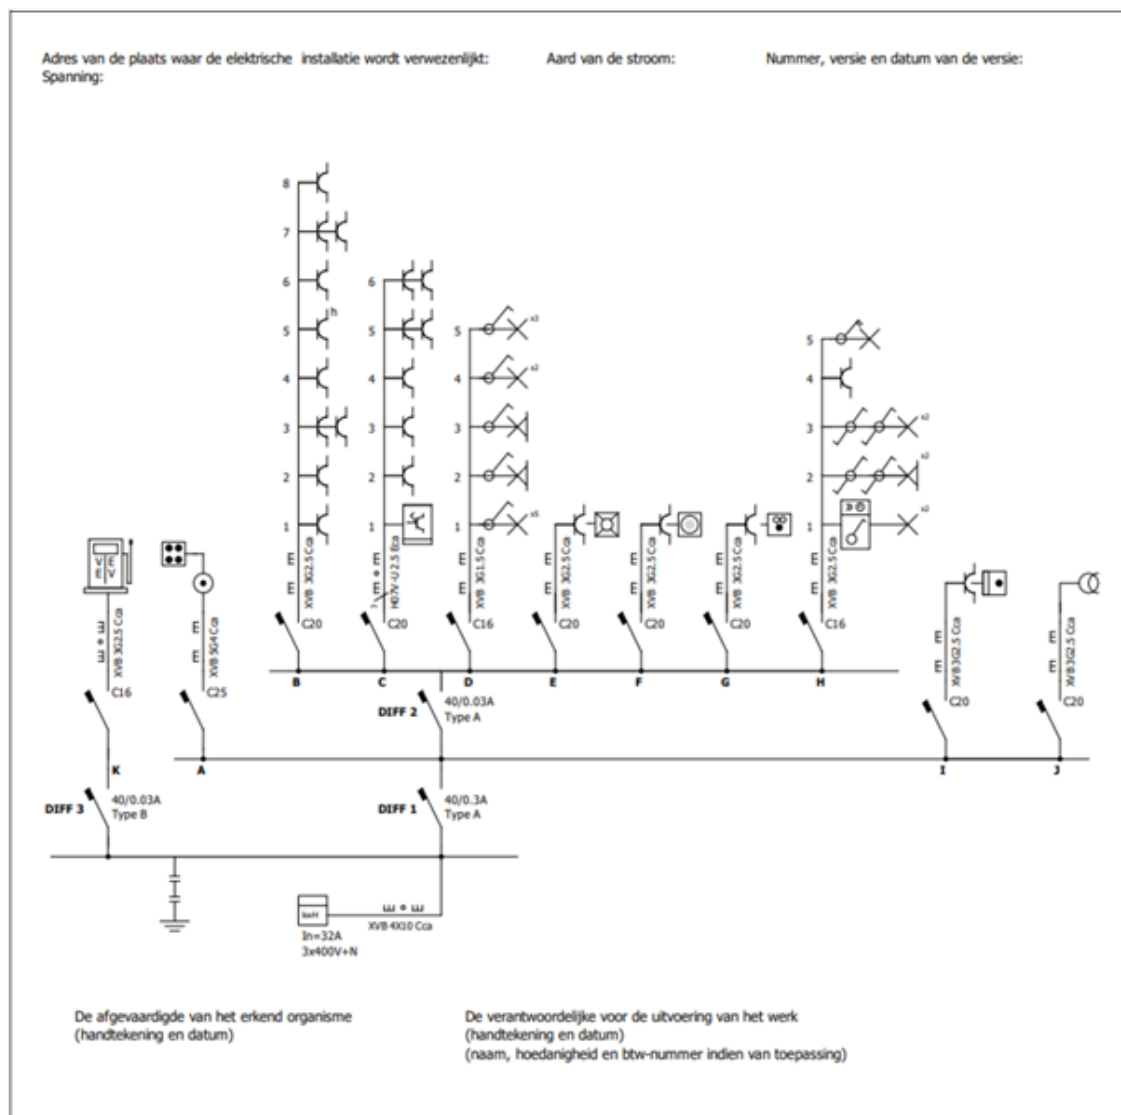 Adres van de plaats waar de elektrische installatie wordt verwezenlijkt:
Spanning:
Aard van de stroom:
Nummer, versie en datum van de versie:
8
7
6
h
5
4
3
2
1
XVB 3G2.5 Cca
C20
B
6
5
4
3
2
1
3
H07V-U 2.5 Eca
C20
C
x3
5
x2
4
3
2
x5
1
XVB 3G1.5 Cca
C16
D
XVB 3G2.5 Cca
C20
E
XVB 3G2.5 Cca
C20
F
XVB 3G2.5 Cca
C20
G
5
4
x2
3
x2
2
x2
1
XVB 3G2.5 Cca
C16
H
XVB 3G2.5 Cca
C16
K
XVB 5G4 Cca
C25
A
XVB3G2.5 Cca
C20
I
XVB3G2.5 Cca
C20
J
DIFF 2
40/0.03A
Type A
DIFF 3
40/0.03A
Type B
DIFF 1
40/0.3A
Type A
kwH
In=32A
3x400V+N
XVB 4X10 Cca
De afgevaardigde van het erkend organisme
(handtekening en datum)
De verantwoordelijke voor de uitvoering van het werk
(handtekening en datum)
(naam, hoedanigheid en btw-nummer indien van toepassing)